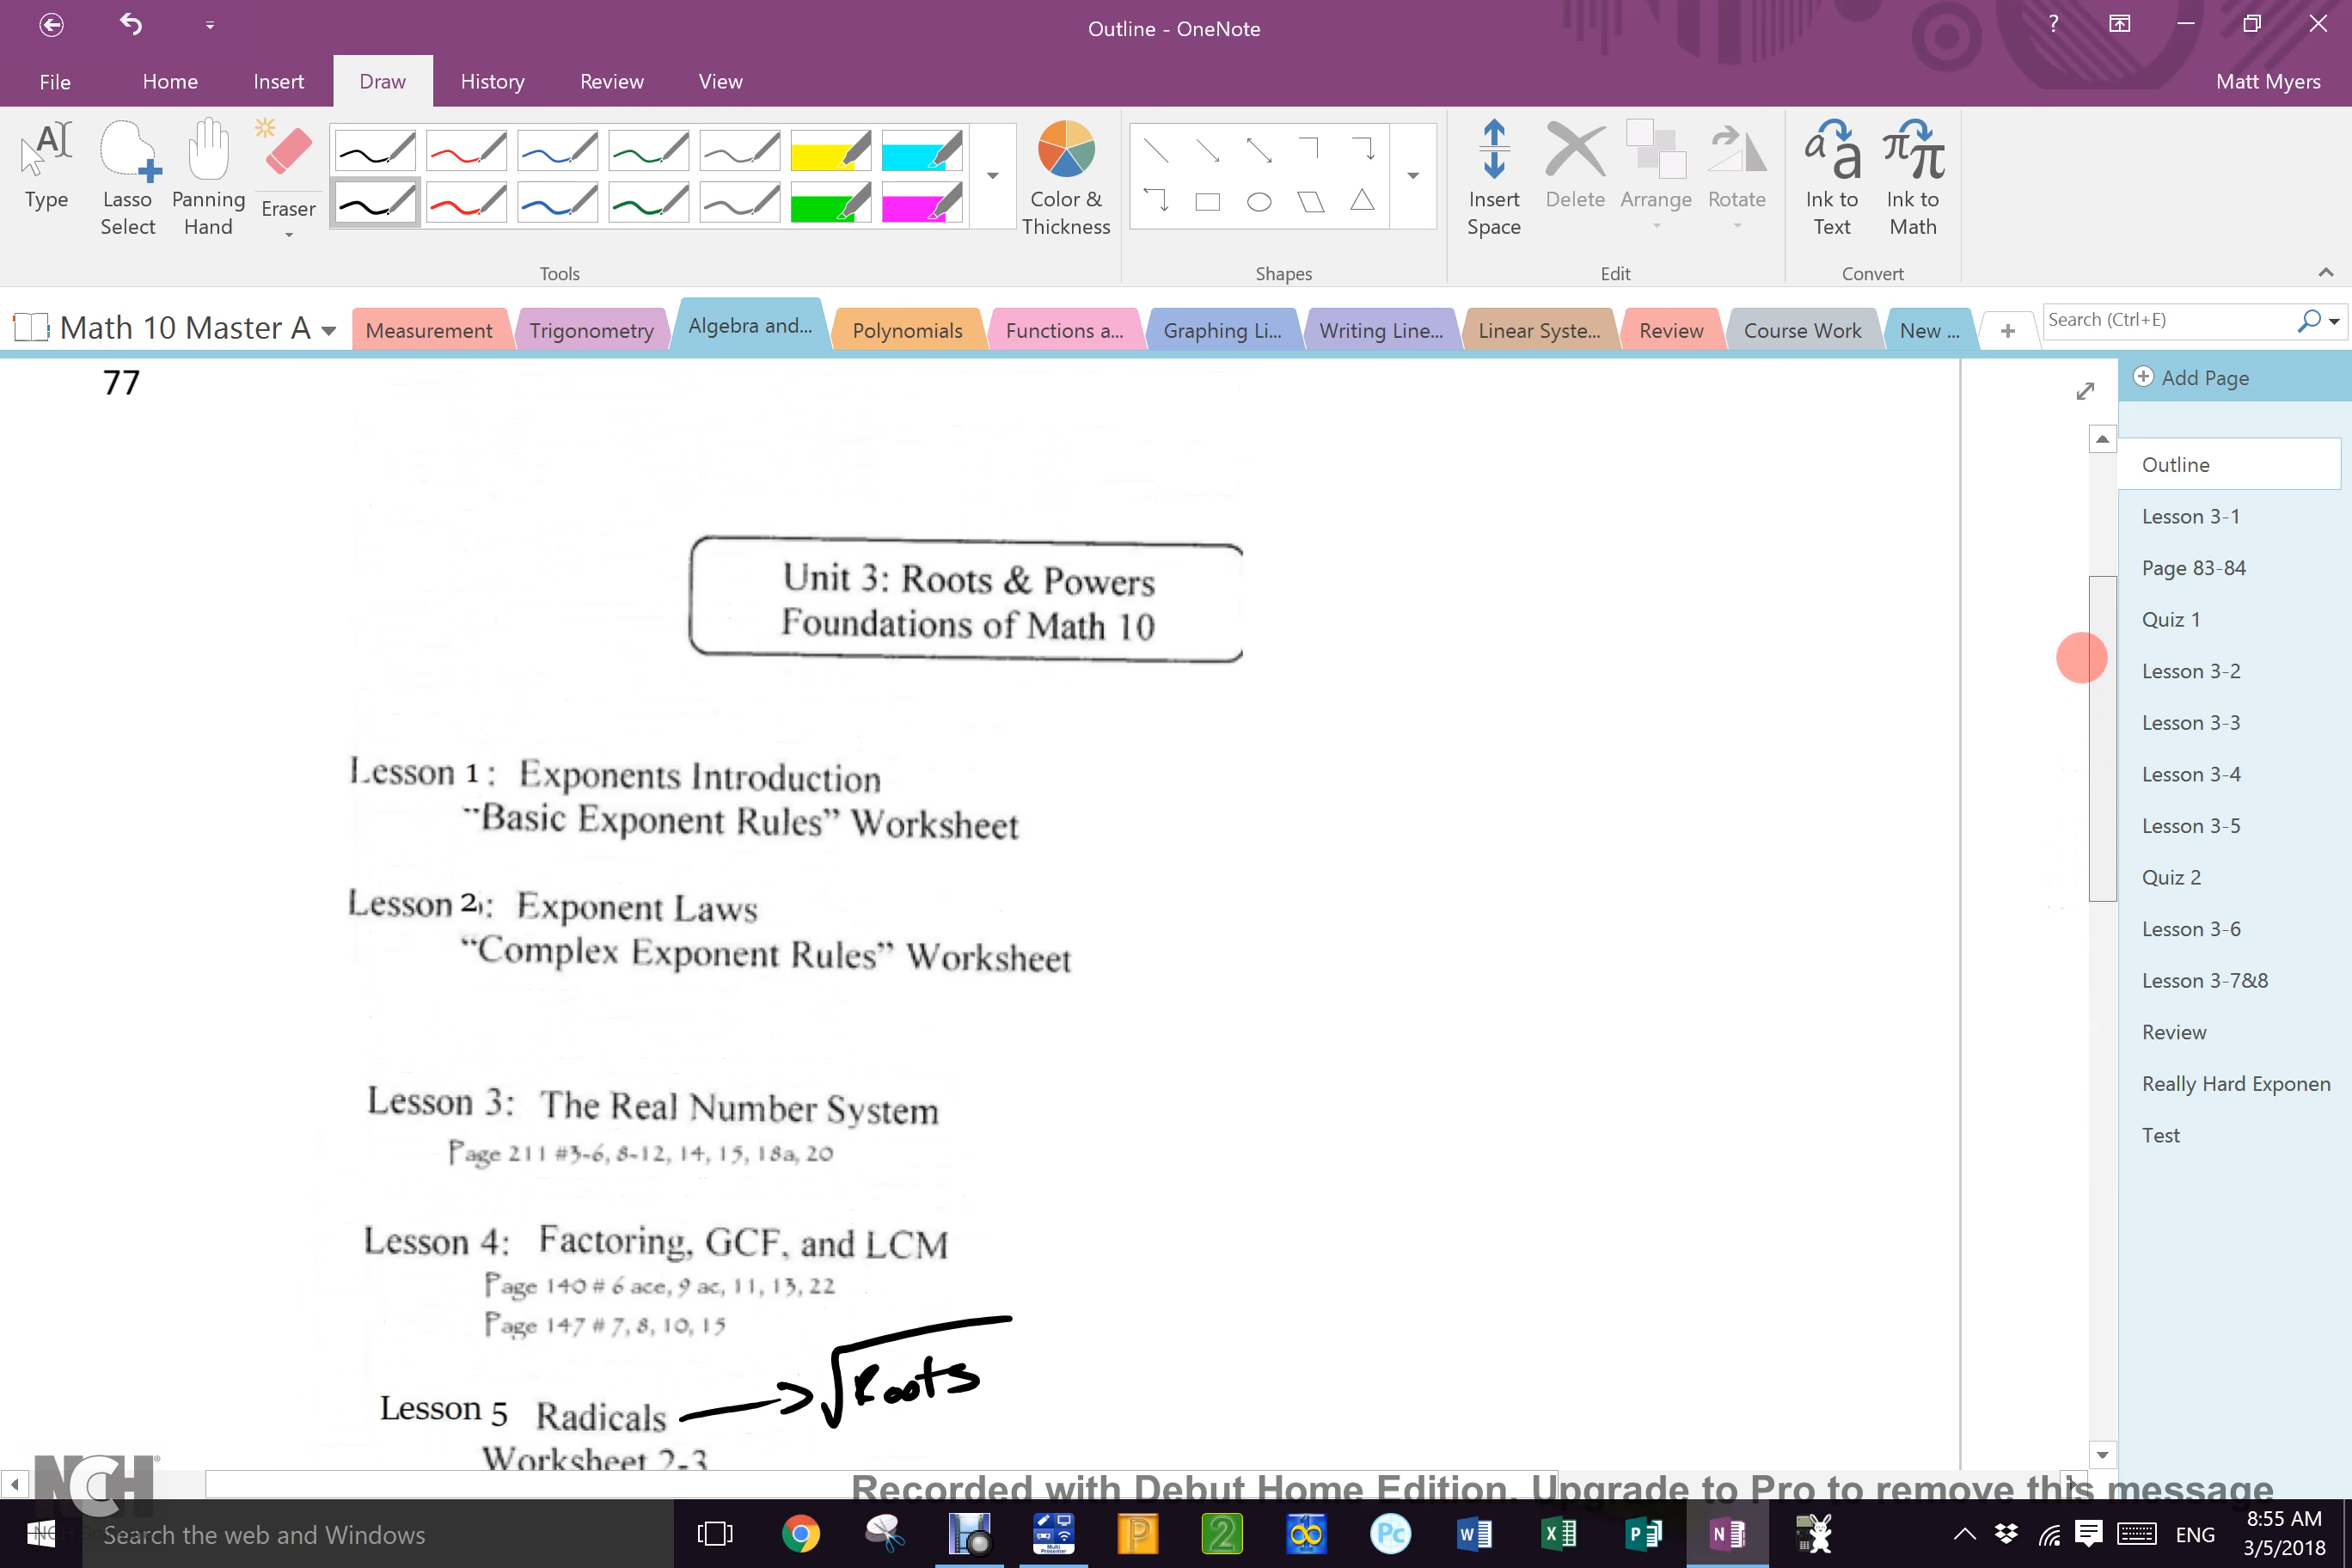 Outline - OneNote
?
File
Home
Insert
Draw
History
Review
View
Matt Myers
Type
Lasso Select
Panning Hand
Eraser
Color & Thickness
Insert Space
Delete
Arrange
Rotate
Ink to Text
Ink to Math
Tools
Shapes
Edit
Convert
Math 10 Master A
Measurement
Trigonometry
Algebra and...
Polynomials
Functions a...
Graphing Li...
Writing Line...
Linear Syste...
Review
Course Work
New ...
Search (Ctrl+E)
77
Add Page
Outline
Lesson 3-1
Page 83-84
Quiz 1
Lesson 3-2
Lesson 3-3
Lesson 3-4
Lesson 3-5
Quiz 2
Lesson 3-6
Lesson 3-7&8
Review
Really Hard Exponen
Test
Unit 3: Roots & Powers
Foundations of Math 10
Lesson 1: Exponents Introduction
"Basic Exponent Rules" Worksheet
Lesson 2: Exponent Laws
"Complex Exponent Rules" Worksheet
Lesson 3: The Real Number System
Page 211 #3-6, 8-12, 14, 15, 18a, 20
Lesson 4: Factoring, GCF, and LCM
Page 140 # 6 ace, 9 ac, 11, 13, 22
Page 147 # 7, 8, 10, 15
Lesson 5 Radicals → √Roots
Worksheet 2-3
NCH
Recorded with Debut Home Edition. Upgrade to Pro to remove this message
Search the web and Windows
ENG
8:55 AM
3/5/2018